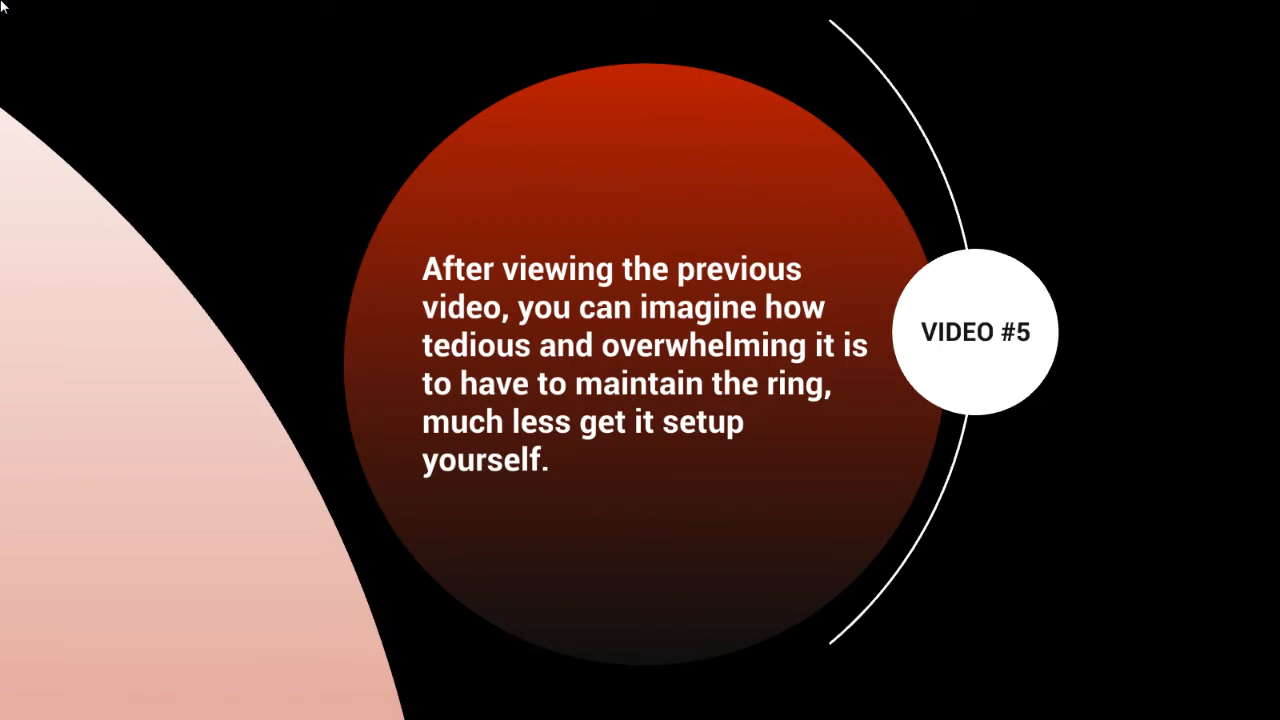 After viewing the previous
video, you can imagine how
tedious and overwhelming it is
to have to maintain the ring,
much less get it setup
yourself.
VIDEO #5